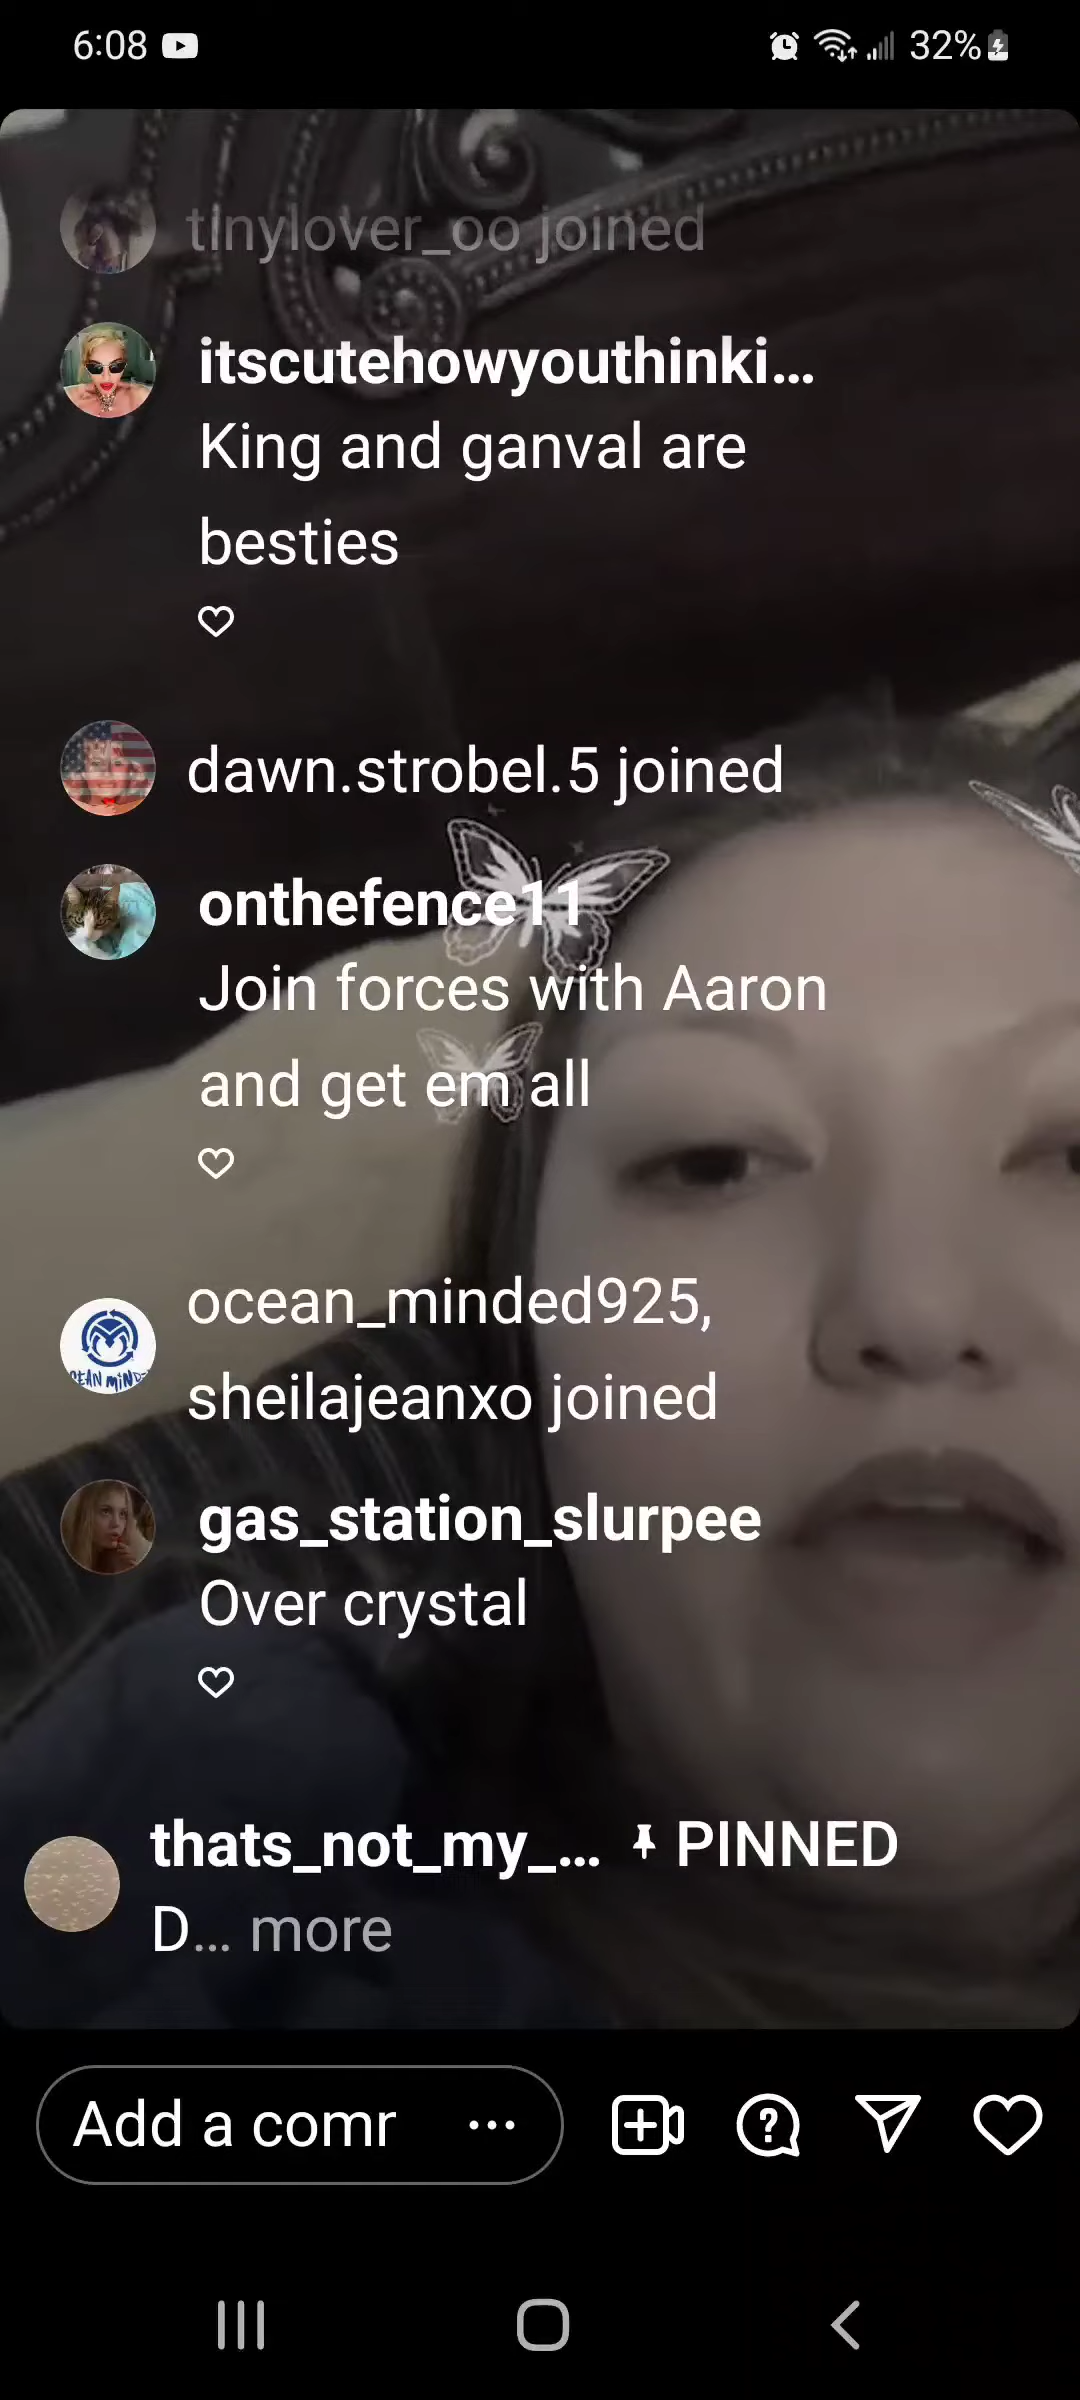 6:08
32%
tinylover_oo joined
itscutehowyouthinki...
King and ganval are
besties
dawn.strobel.5 joined
onthefence11
Join forces with Aaron
and get em all
ocean_minded925,
sheilajeanxo joined
gas_station_slurpee
Over crystal
thats_not_my_... PINNED
D... more
Add a comr